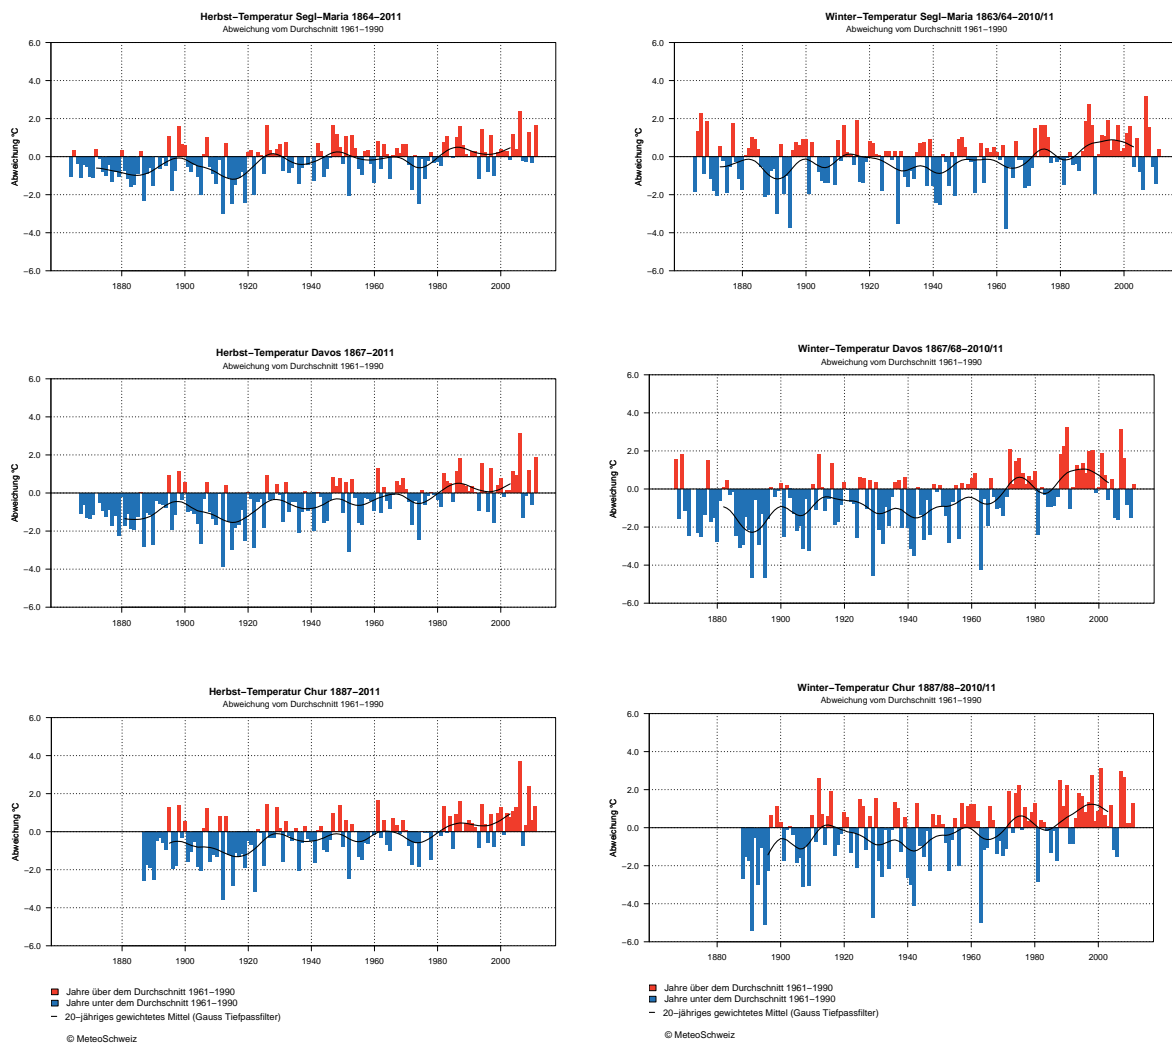 Herbst−Temperatur Segl−Maria 1864−2011
Abweichung vom Durchschnitt 1961−1990
Abweichung °C
6.0
4.0
2.0
0.0
−2.0
−4.0
−6.0
1880 1900 1920 1940 1960 1980 2000
Winter−Temperatur Segl−Maria 1863/64−2010/11
Abweichung vom Durchschnitt 1961−1990
Abweichung °C
6.0
4.0
2.0
0.0
−2.0
−4.0
−6.0
1880 1900 1920 1940 1960 1980 2000
Herbst−Temperatur Davos 1867−2011
Abweichung vom Durchschnitt 1961−1990
Abweichung °C
6.0
4.0
2.0
0.0
−2.0
−4.0
−6.0
1880 1900 1920 1940 1960 1980 2000
Winter−Temperatur Davos 1867/68−2010/11
Abweichung vom Durchschnitt 1961−1990
Abweichung °C
6.0
4.0
2.0
0.0
−2.0
−4.0
−6.0
1880 1900 1920 1940 1960 1980 2000
Herbst−Temperatur Chur 1887−2011
Abweichung vom Durchschnitt 1961−1990
Abweichung °C
6.0
4.0
2.0
0.0
−2.0
−4.0
−6.0
1880 1900 1920 1940 1960 1980 2000
Winter−Temperatur Chur 1887/88−2010/11
Abweichung vom Durchschnitt 1961−1990
Abweichung °C
6.0
4.0
2.0
0.0
−2.0
−4.0
−6.0
1880 1900 1920 1940 1960 1980 2000
Jahre über dem Durchschnitt 1961−1990
Jahre unter dem Durchschnitt 1961−1990
20−jähriges gewichtetes Mittel (Gauss Tiefpassfilter)
© MeteoSchweiz
Jahre über dem Durchschnitt 1961−1990
Jahre unter dem Durchschnitt 1961−1990
20−jähriges gewichtetes Mittel (Gauss Tiefpassfilter)
© MeteoSchweiz